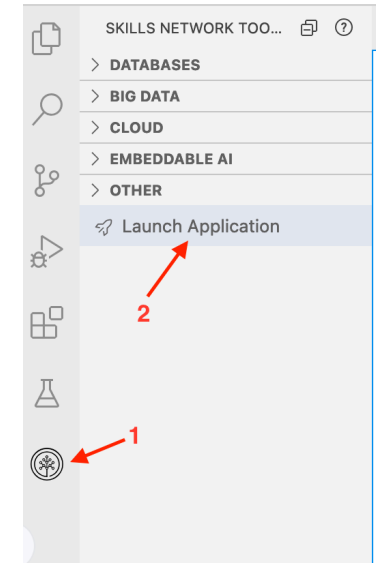 SKILLS NETWORK TOO...
DATABASES
BIG DATA
CLOUD
EMBEDDABLE AI
OTHER
Launch Application
2
1